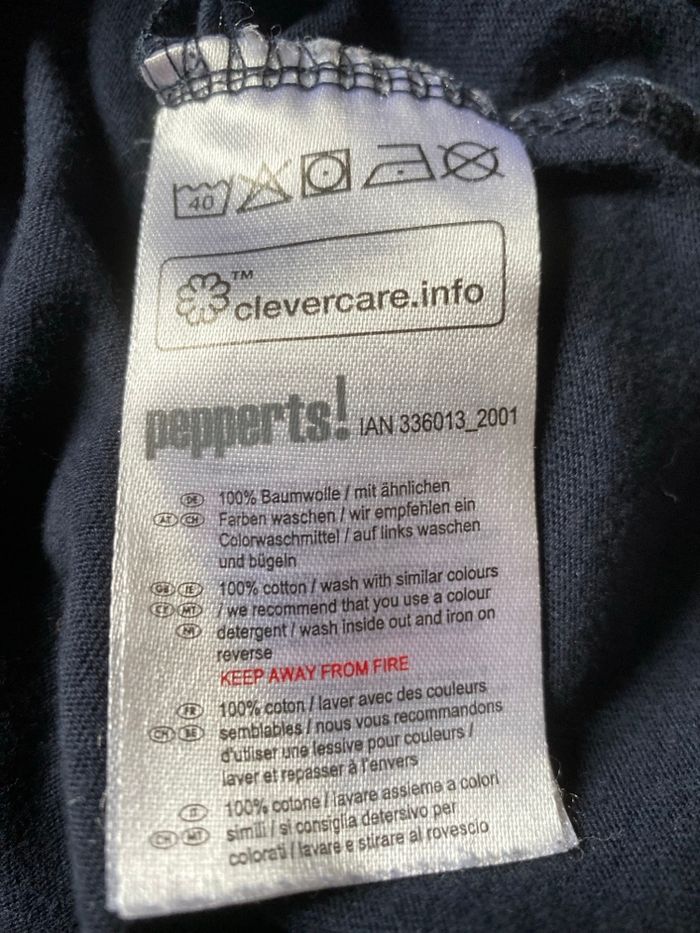 40
™
clevercare.info
pepperts! IAN 336013_2001
DE 100% Baumwolle / mit ähnlichen
AT CH Farben waschen / wir empfehlen ein
Colorwaschmittel / auf links waschen
und bügeln
GB IE 100% cotton / wash with similar colours
CY MT / we recommend that you use a colour
NI detergent / wash inside out and iron on
reverse
KEEP AWAY FROM FIRE
FR 100% coton / laver avec des couleurs
CH BE semblables / nous vous recommandons
d'utiliser une lessive pour couleurs /
laver et repasser à l'envers
IT 100% cotone / lavare assieme a colori
CH MT simili / si consiglia detersivo per
colorati / lavare e stirare al rovescio